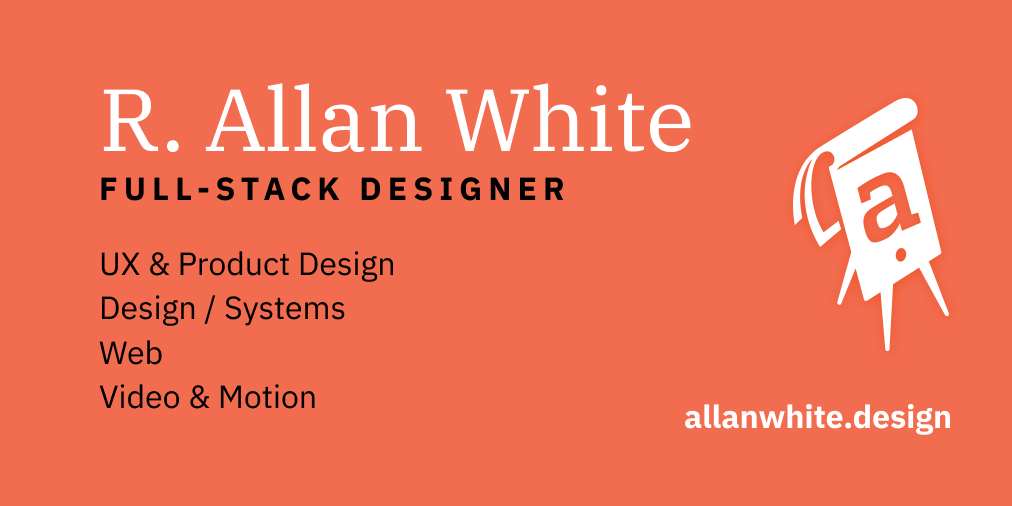 R. Allan White
FULL-STACK DESIGNER
UX & Product Design
Design / Systems
Web
Video & Motion
a
allanwhite.design